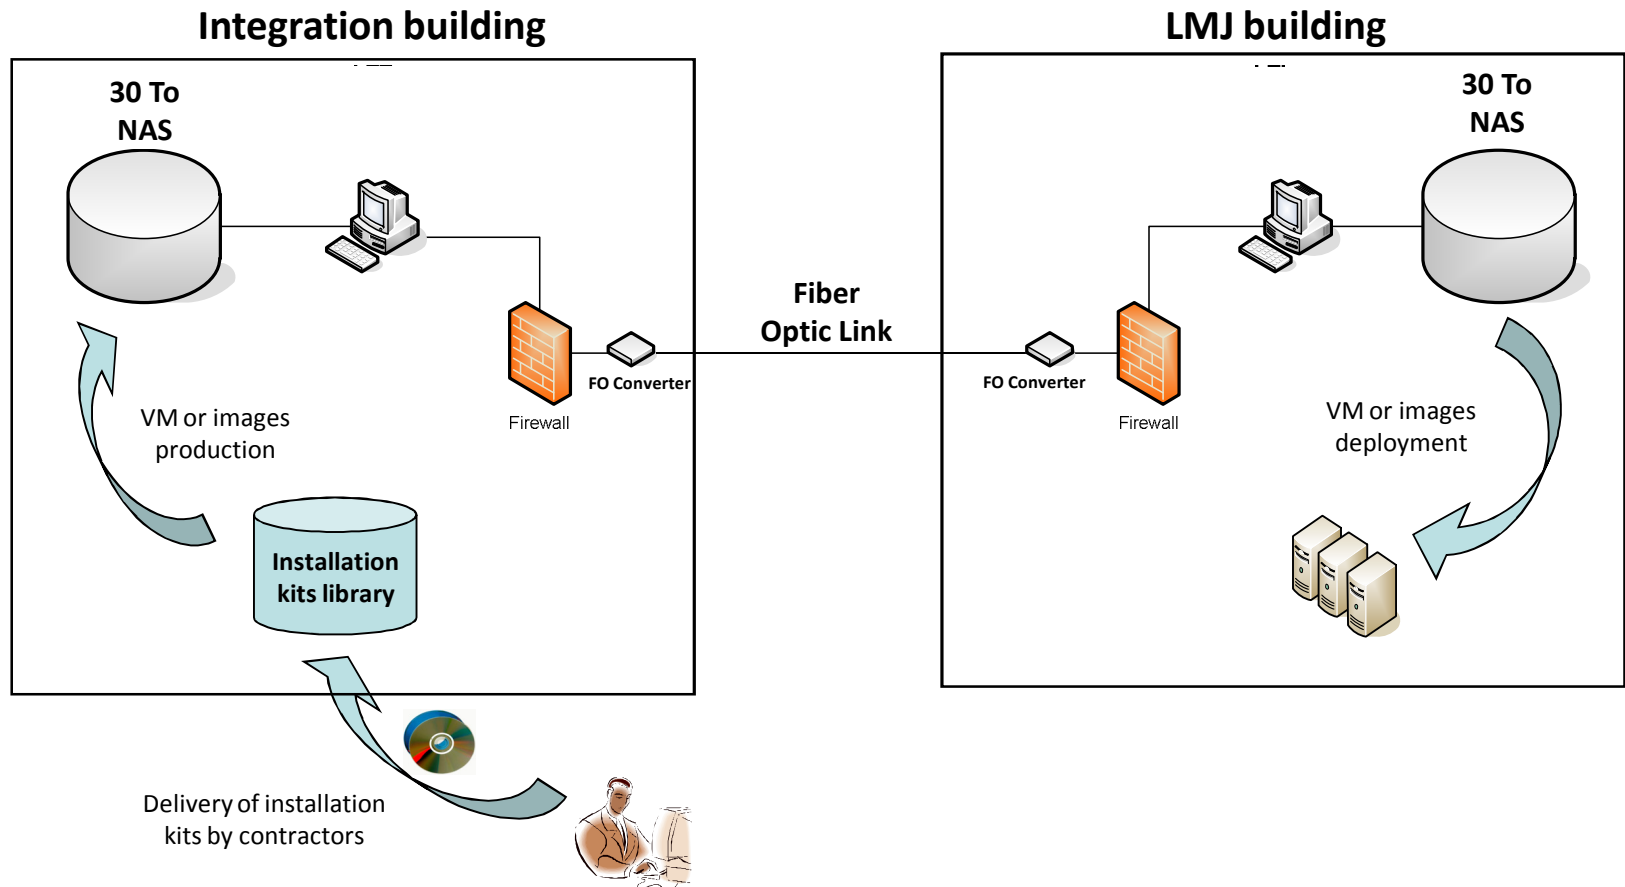 Integration building
LMJ building
30 To
NAS
30 To
NAS
Fiber
Optic Link
FO Converter
Firewall
FO Converter
Firewall
VM or images
production
VM or images
deployment
Installation
kits library
Delivery of installation
kits by contractors